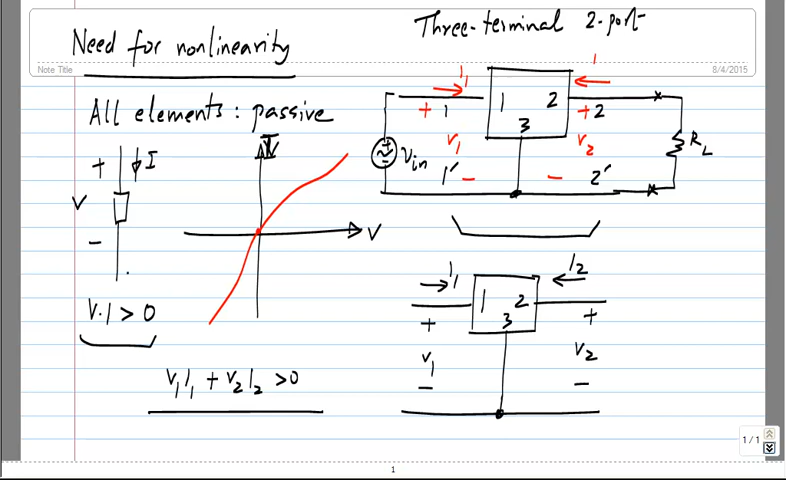 Need for nonlinearity
Note Title
8/4/2015
All elements : passive
+
I
V
−
I
V
V·I > 0
V₁I₁ + V₂I₂ > 0
Three-terminal 2-port
I₁
I
1 2
3
+ 1
+ 2
V₁
V₂
Vin
R_L
1′ −
− 2′
I₁
I₂
1 2
3
+
+
V₁
V₂
−
−
1 / 1
1